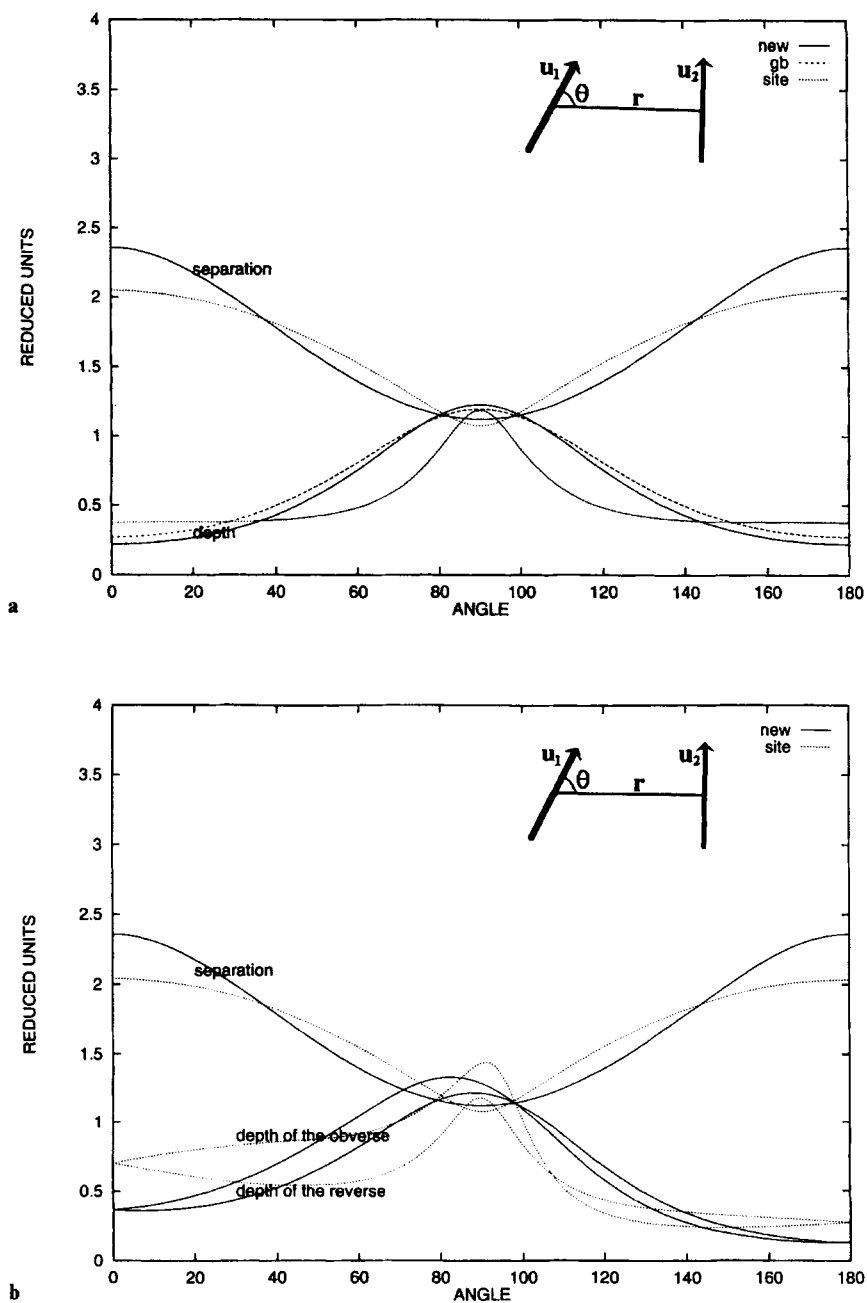 4
3.5
3
2.5
2
1.5
1
0.5
0
REDUCED UNITS
new
gb
site
u1
θ
r
u2
separation
depth
0 20 40 60 80 100 120 140 160 180
ANGLE
a
4
3.5
3
2.5
2
1.5
1
0.5
0
REDUCED UNITS
new
site
u1
θ
r
u2
separation
depth of the obverse
depth of the reverse
0 20 40 60 80 100 120 140 160 180
ANGLE
b